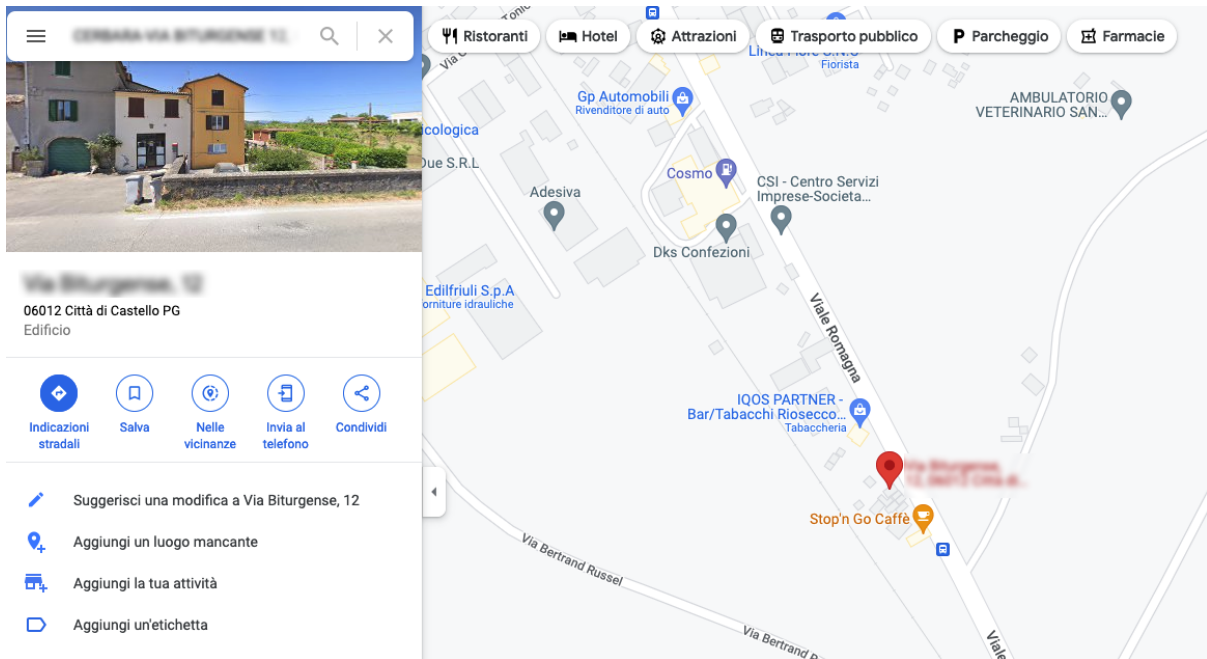 Ristoranti
Hotel
Attrazioni
Trasporto pubblico
Parcheggio
Farmacie
06012 Città di Castello PG
Edificio
Indicazioni
stradali
Salva
Nelle
vicinanze
Invia al
telefono
Condividi
Suggerisci una modifica a Via Biturgense, 12
Aggiungi un luogo mancante
Aggiungi la tua attività
Aggiungi un'etichetta
Fiorista
Gp Automobili
Rivenditore di auto
AMBULATORIO
VETERINARIO SAN...
icologica
Due S.R.L
Cosmo
CSI - Centro Servizi
Imprese-Societa...
Adesiva
Dks Confezioni
Edilfriuli S.p.A
orniture idrauliche
Viale Romagna
IQOS PARTNER -
Bar/Tabacchi Riosecco...
Tabaccheria
Stop'n Go Caffè
Via Bertrand Russel
Via Bertrand
Viale